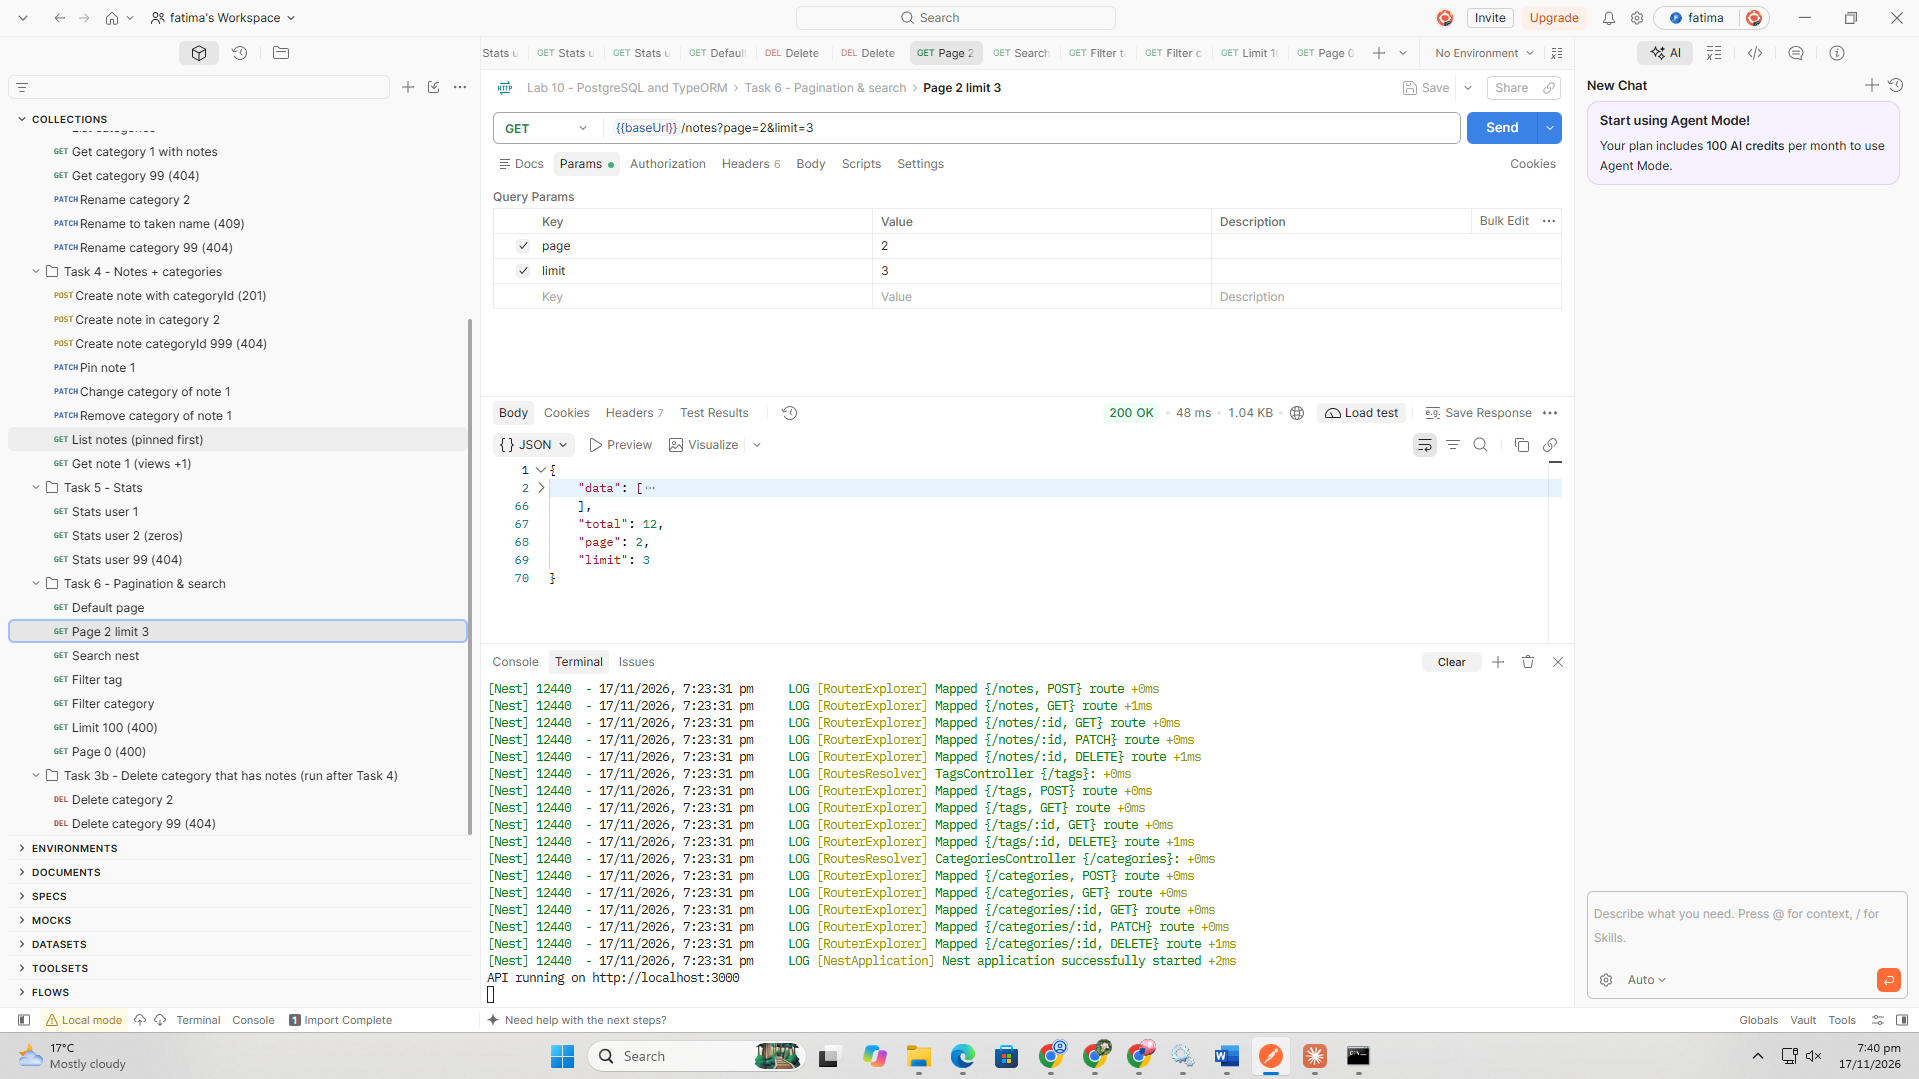 fatima's Workspace
Search
Invite
Upgrade
fatima
Stats u
GET Stats u
GET Stats u
GET Defaul
DEL Delete
DEL Delete
GET Page 2
GET Search
GET Filter t
GET Filter c
GET Limit 1
GET Page 0
No Environment
AI
COLLECTIONS
GET Get category 1 with notes
GET Get category 99 (404)
PATCH Rename category 2
PATCH Rename to taken name (409)
PATCH Rename category 99 (404)
Task 4 - Notes + categories
POST Create note with categoryId (201)
POST Create note in category 2
POST Create note categoryId 999 (404)
PATCH Pin note 1
PATCH Change category of note 1
PATCH Remove category of note 1
GET List notes (pinned first)
GET Get note 1 (views +1)
Task 5 - Stats
GET Stats user 1
GET Stats user 2 (zeros)
GET Stats user 99 (404)
Task 6 - Pagination & search
GET Default page
GET Page 2 limit 3
GET Search nest
GET Filter tag
GET Filter category
GET Limit 100 (400)
GET Page 0 (400)
Task 3b - Delete category that has notes (run after Task 4)
DEL Delete category 2
DEL Delete category 99 (404)
ENVIRONMENTS
DOCUMENTS
SPECS
MOCKS
DATASETS
TOOLSETS
FLOWS
HTTP Lab 10 - PostgreSQL and TypeORM > Task 6 - Pagination & search > Page 2 limit 3
Save
Share
GET {{baseUrl}} /notes?page=2&limit=3
Send
Docs Params Authorization Headers 6 Body Scripts Settings
Cookies
Query Params
Key Value Description Bulk Edit
page 2
limit 3
Key Value Description
Body Cookies Headers 7 Test Results
200 OK • 48 ms • 1.04 KB
Load test
e.g. Save Response
{} JSON Preview Visualize
1 {
2 "data": [ ...
66 ],
67 "total": 12,
68 "page": 2,
69 "limit": 3
70 }
Console Terminal Issues
Clear
[Nest] 12440 - 17/11/2026, 7:23:31 pm LOG [RouterExplorer] Mapped {/notes, POST} route +0ms
[Nest] 12440 - 17/11/2026, 7:23:31 pm LOG [RouterExplorer] Mapped {/notes, GET} route +1ms
[Nest] 12440 - 17/11/2026, 7:23:31 pm LOG [RouterExplorer] Mapped {/notes/:id, GET} route +0ms
[Nest] 12440 - 17/11/2026, 7:23:31 pm LOG [RouterExplorer] Mapped {/notes/:id, PATCH} route +0ms
[Nest] 12440 - 17/11/2026, 7:23:31 pm LOG [RouterExplorer] Mapped {/notes/:id, DELETE} route +1ms
[Nest] 12440 - 17/11/2026, 7:23:31 pm LOG [RoutesResolver] TagsController {/tags}: +0ms
[Nest] 12440 - 17/11/2026, 7:23:31 pm LOG [RouterExplorer] Mapped {/tags, POST} route +0ms
[Nest] 12440 - 17/11/2026, 7:23:31 pm LOG [RouterExplorer] Mapped {/tags, GET} route +0ms
[Nest] 12440 - 17/11/2026, 7:23:31 pm LOG [RouterExplorer] Mapped {/tags/:id, GET} route +0ms
[Nest] 12440 - 17/11/2026, 7:23:31 pm LOG [RouterExplorer] Mapped {/tags/:id, DELETE} route +1ms
[Nest] 12440 - 17/11/2026, 7:23:31 pm LOG [RoutesResolver] CategoriesController {/categories}: +0ms
[Nest] 12440 - 17/11/2026, 7:23:31 pm LOG [RouterExplorer] Mapped {/categories, POST} route +0ms
[Nest] 12440 - 17/11/2026, 7:23:31 pm LOG [RouterExplorer] Mapped {/categories, GET} route +0ms
[Nest] 12440 - 17/11/2026, 7:23:31 pm LOG [RouterExplorer] Mapped {/categories/:id, GET} route +0ms
[Nest] 12440 - 17/11/2026, 7:23:31 pm LOG [RouterExplorer] Mapped {/categories/:id, PATCH} route +0ms
[Nest] 12440 - 17/11/2026, 7:23:31 pm LOG [RouterExplorer] Mapped {/categories/:id, DELETE} route +1ms
[Nest] 12440 - 17/11/2026, 7:23:31 pm LOG [NestApplication] Nest application successfully started +2ms
API running on http://localhost:3000
New Chat
Start using Agent Mode!
Your plan includes 100 AI credits per month to use
Agent Mode.
Describe what you need. Press @ for context, / for
Skills.
Auto
Local mode Terminal Console 1 Import Complete
Need help with the next steps?
Globals Vault Tools
17°C
Mostly cloudy
Search
7:40 pm
17/11/2026